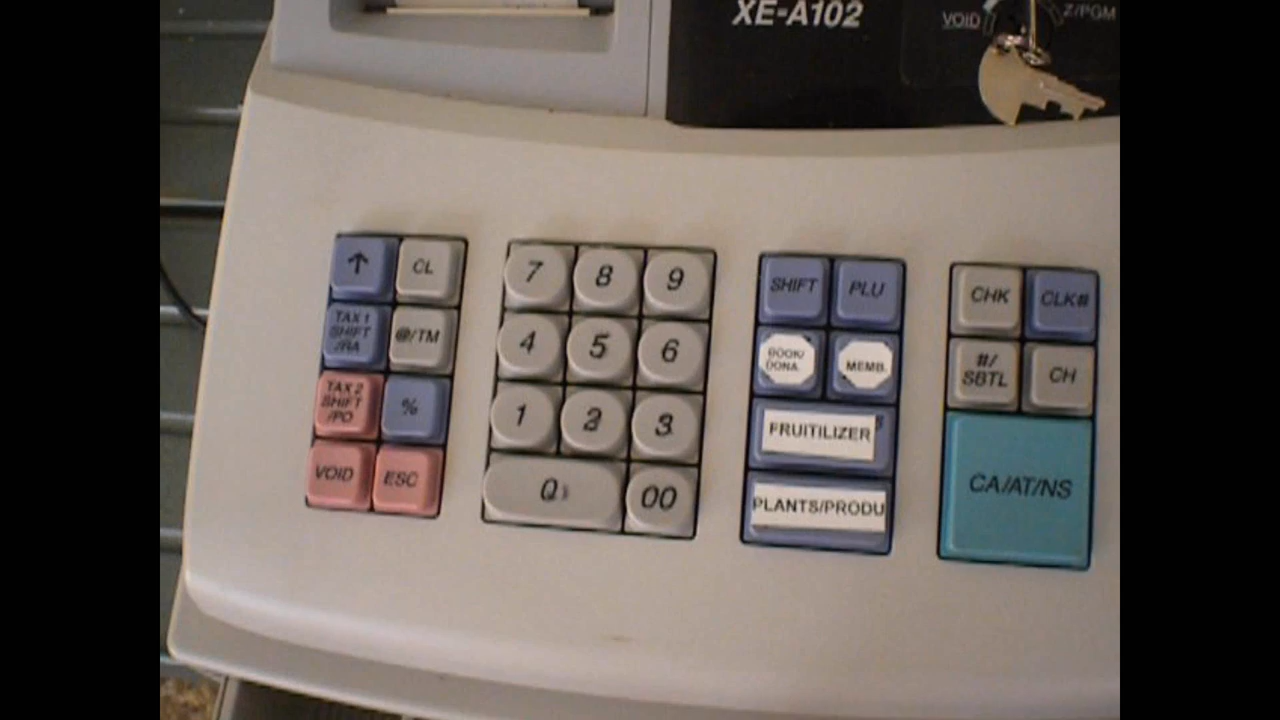 XE-A102
VOID
Z/PGM
↑
CL
7
8
9
SHIFT
PLU
CHK
CLK#
TAX 1
SHIFT
/RA
@/TM
4
5
6
BOOK/
DONA.
MEMB.
#/
SBTL
CH
TAX 2
SHIFT
/PO
%
1
2
3
FRUITILIZER
CA/AT/NS
VOID
ESC
0
00
PLANTS/PRODU